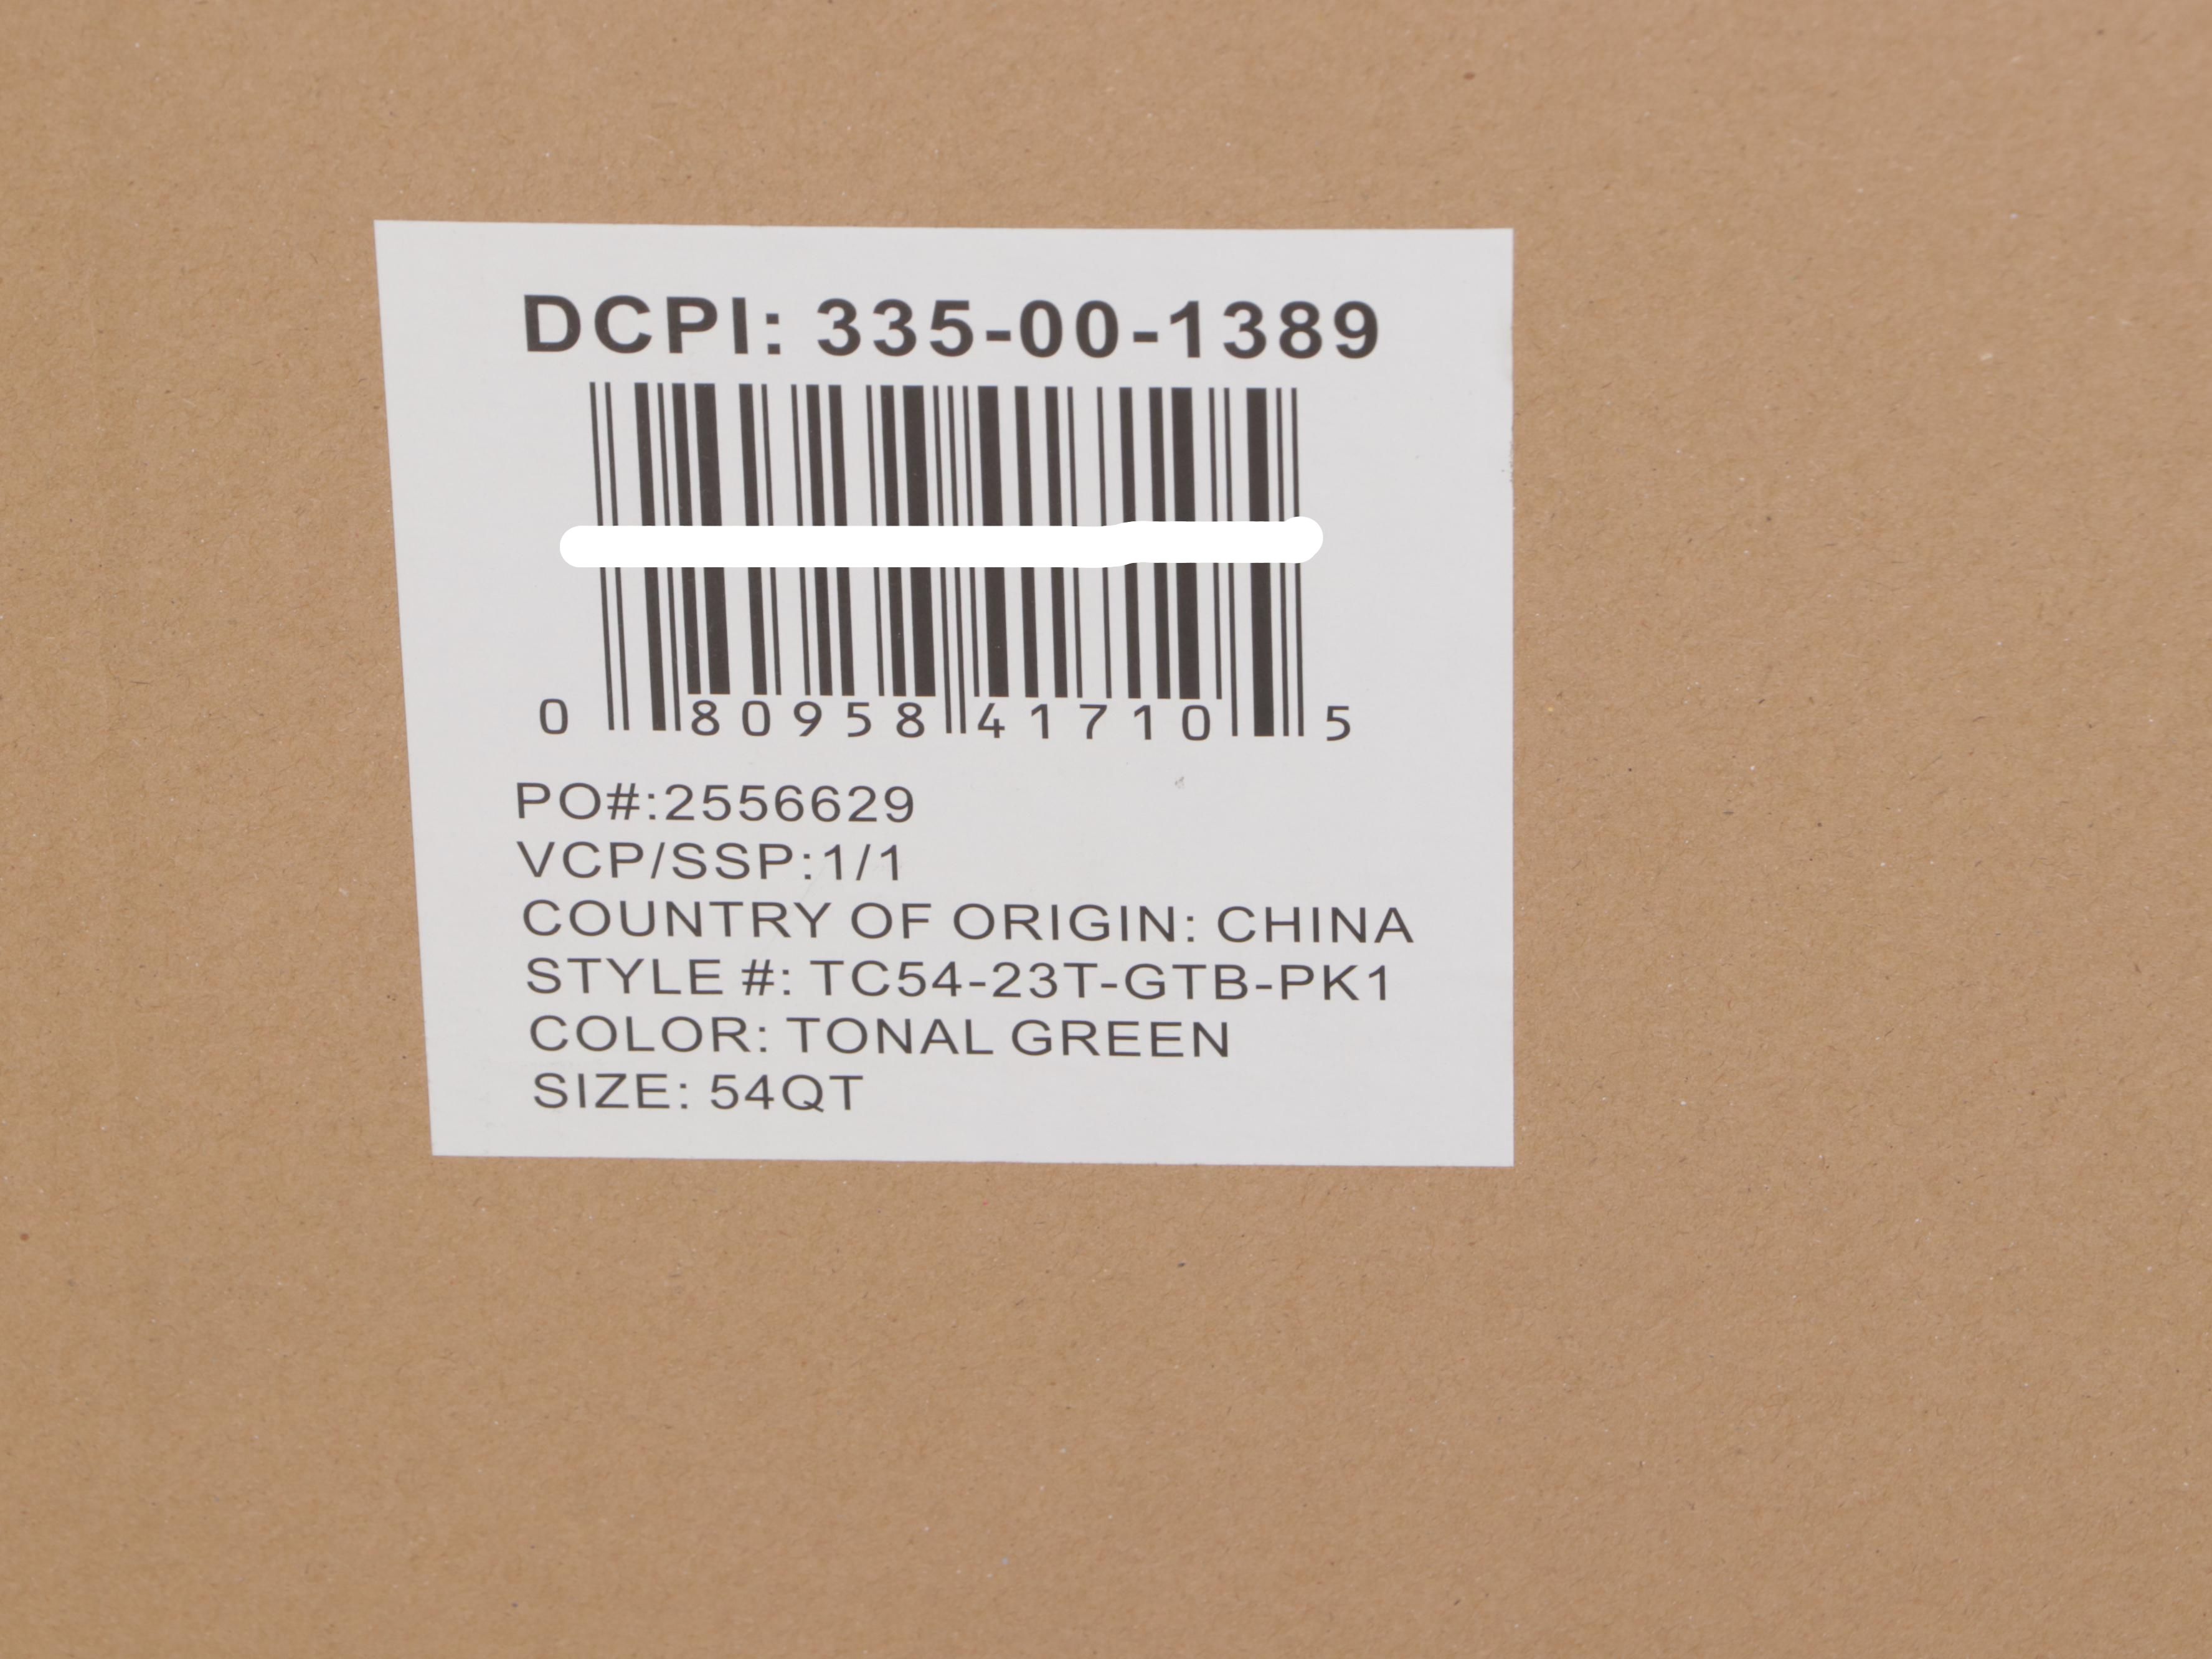 DCPI: 335-00-1389
0 80958 41710 5
PO#:2556629
VCP/SSP:1/1
COUNTRY OF ORIGIN: CHINA
STYLE #: TC54-23T-GTB-PK1
COLOR: TONAL GREEN
SIZE: 54QT